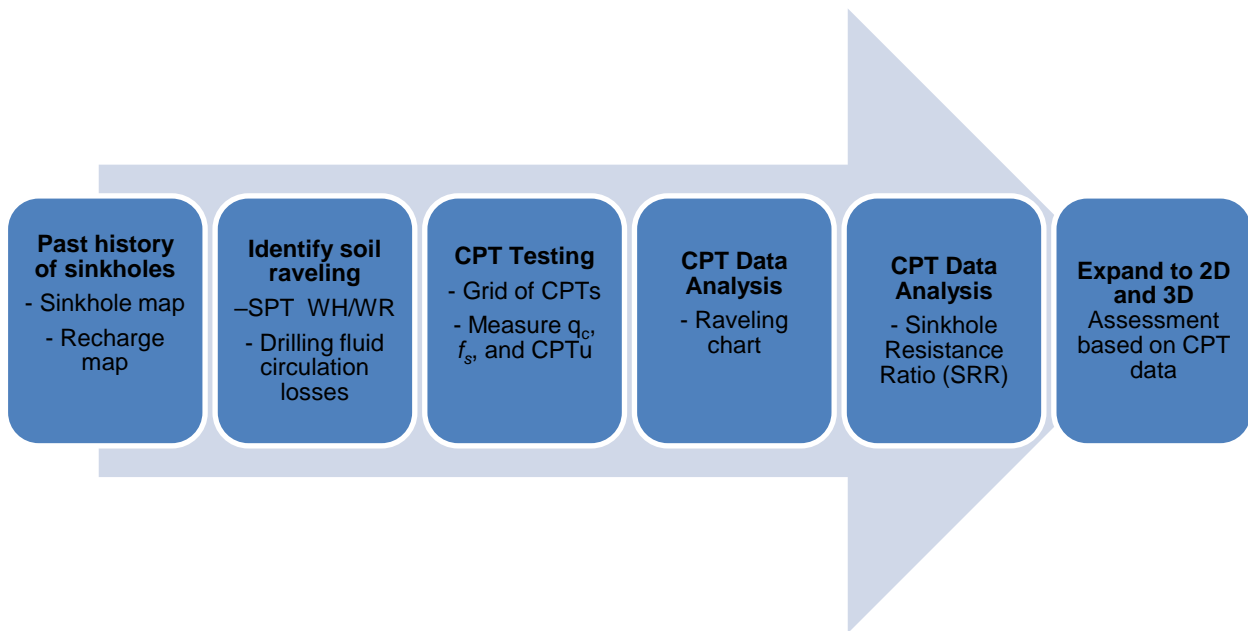 Past history
of sinkholes
- Sinkhole map
- Recharge
map
Identify soil
raveling
–SPT WH/WR
- Drilling fluid
circulation
losses
CPT Testing
- Grid of CPTs
- Measure qc,
fs, and CPTu
CPT Data
Analysis
- Raveling
chart
CPT Data
Analysis
- Sinkhole
Resistance
Ratio (SRR)
Expand to 2D
and 3D
Assessment
based on CPT
data